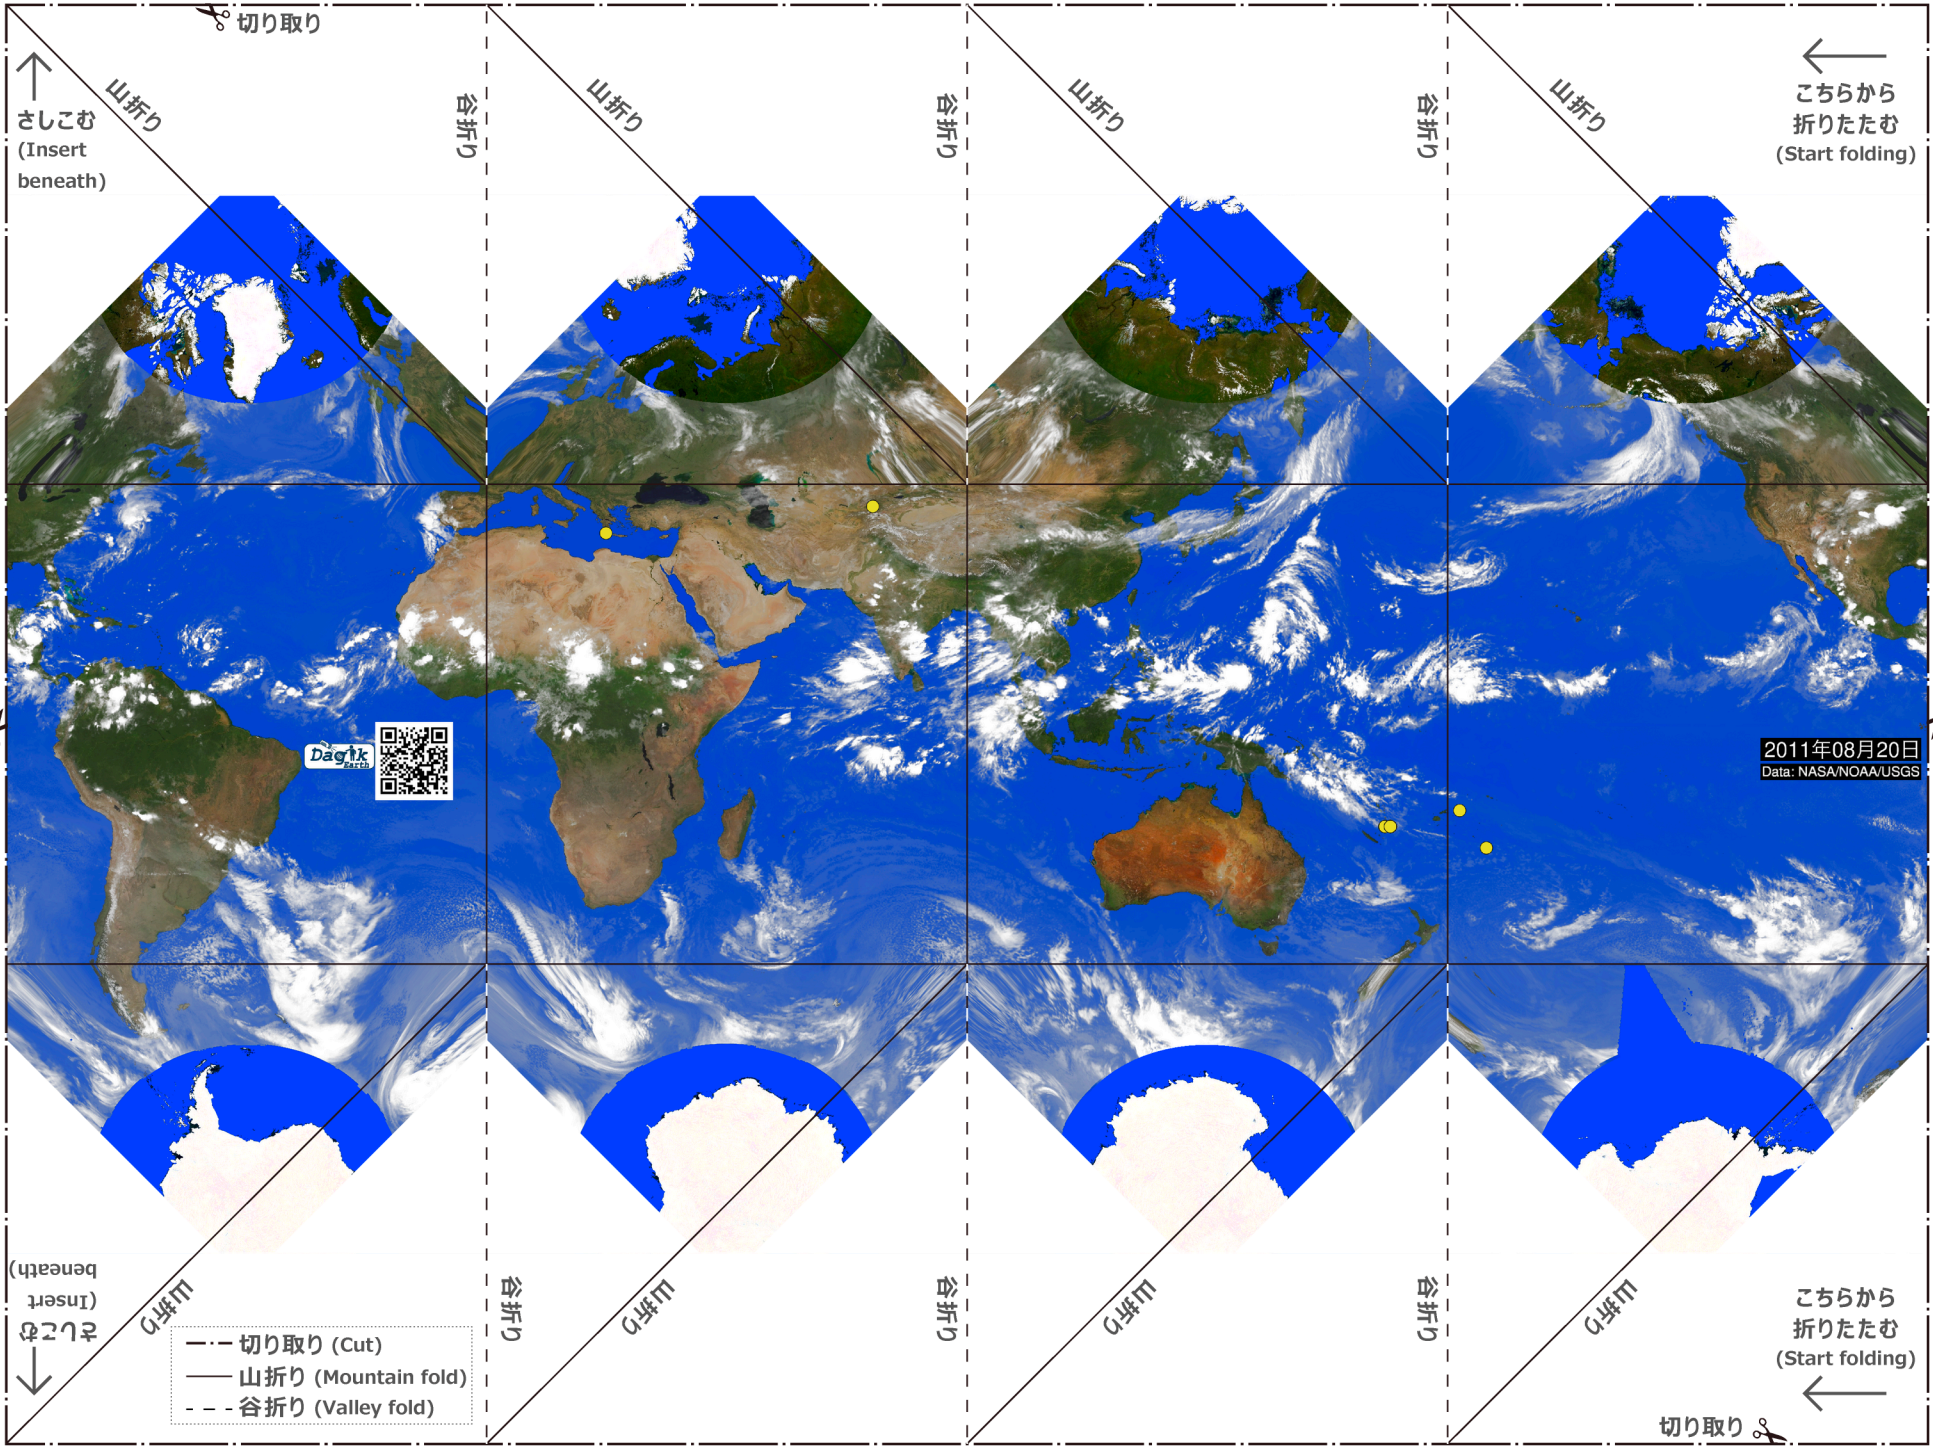 切り取り
山折り
谷折り
山折り
谷折り
山折り
谷折り
山折り
さしこむ
(Insert
beneath)
こちらから
折りたたむ
(Start folding)
Dagik
Earth
2011年08月20日
Data: NASA/NOAA/USGS
さしこむ
(Insert
beneath)
山折り
谷折り
山折り
谷折り
山折り
谷折り
山折り
こちらから
折りたたむ
(Start folding)
切り取り (Cut)
山折り (Mountain fold)
谷折り (Valley fold)
切り取り